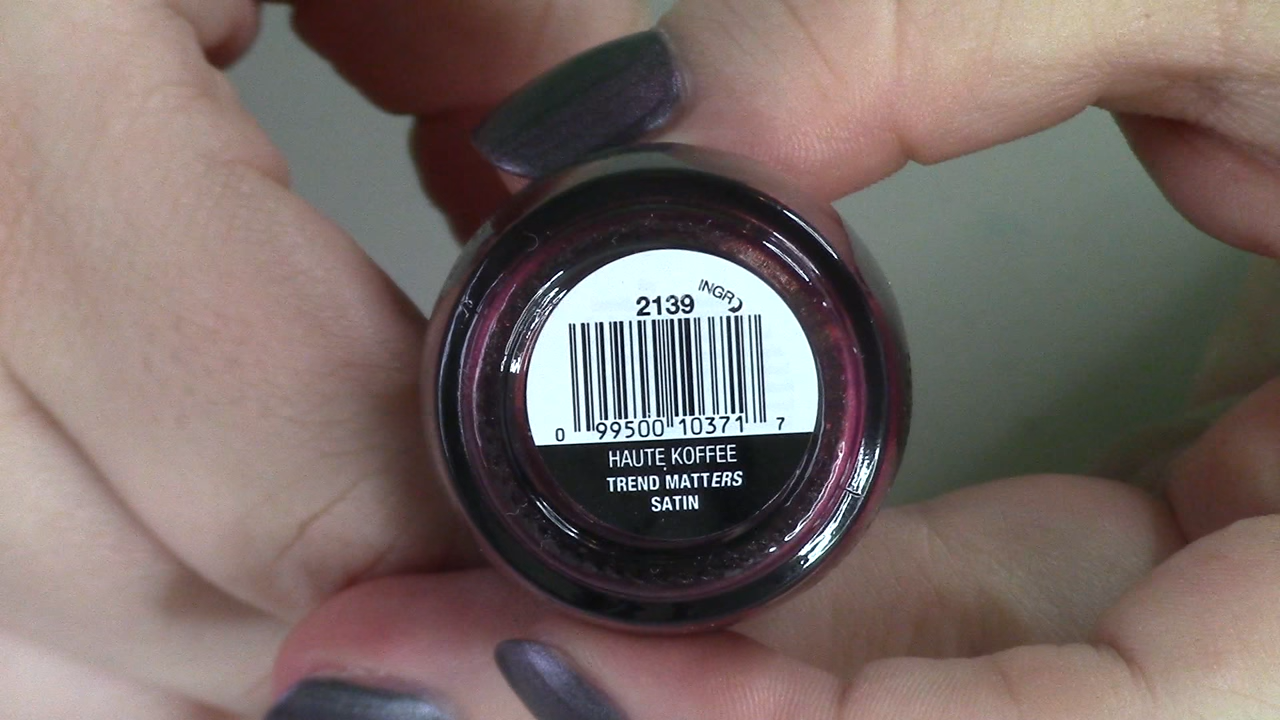 INGR
2139
0 99500 10371 7
HAUTE KOFFEE
TREND MATTERS
SATIN